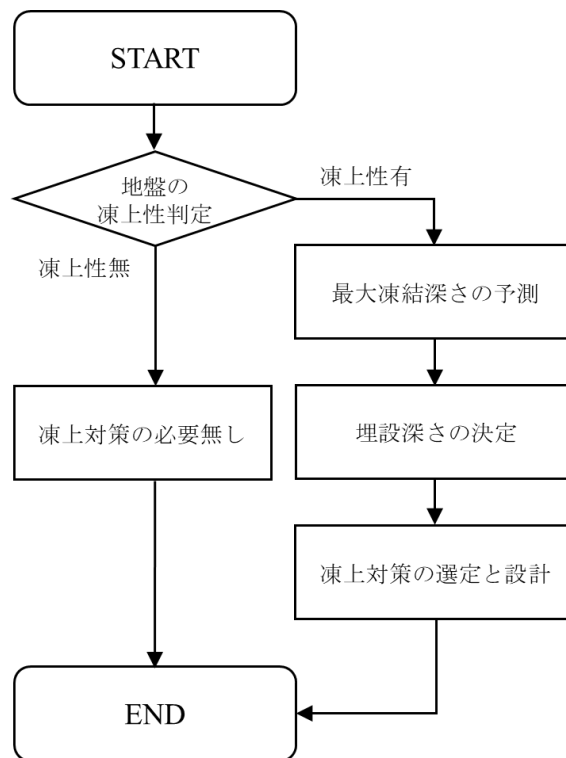 START
地盤の
凍上性判定
凍上性有
凍上性無
最大凍結深さの予測
凍上対策の必要無し
埋設深さの決定
凍上対策の選定と設計
END